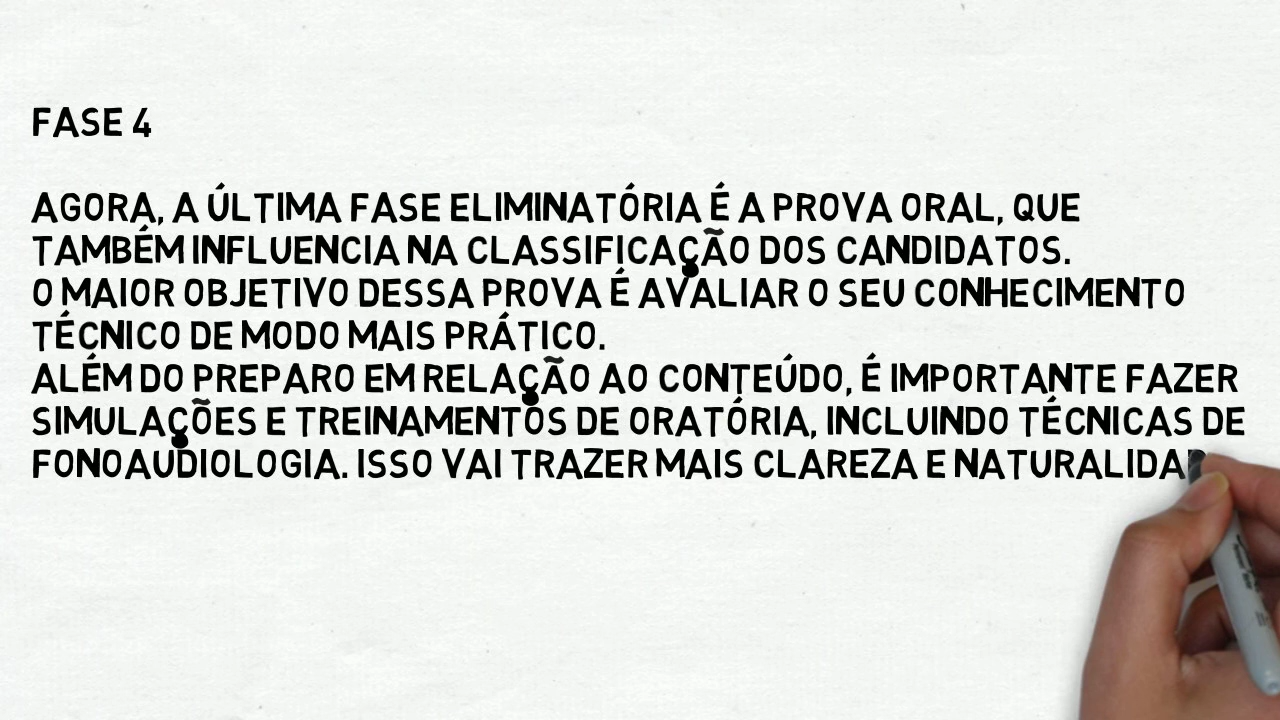 FASE 4
AGORA, A ÚLTIMA FASE ELIMINATÓRIA É A PROVA ORAL, QUE
TAMBÉM INFLUENCIA NA CLASSIFICAÇÃO DOS CANDIDATOS.
O MAIOR OBJETIVO DESSA PROVA É AVALIAR O SEU CONHECIMENTO
TÉCNICO DE MODO MAIS PRÁTICO.
ALÉM DO PREPARO EM RELAÇÃO AO CONTEÚDO, É IMPORTANTE FAZER
SIMULAÇÕES E TREINAMENTOS DE ORATÓRIA, INCLUINDO TÉCNICAS DE
FONOAUDIOLOGIA. ISSO VAI TRAZER MAIS CLAREZA E